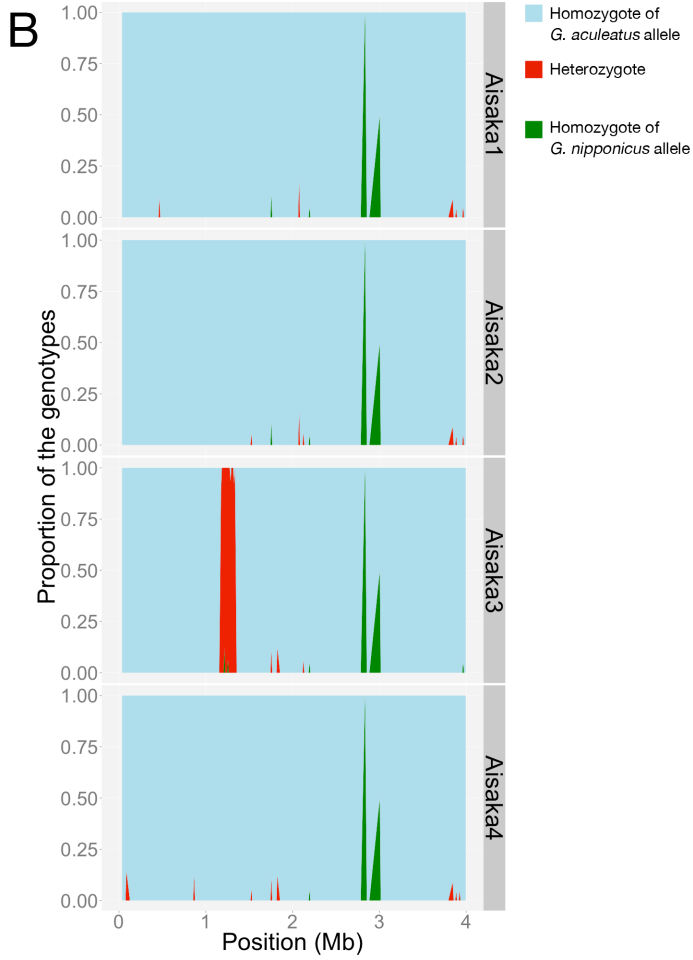 B
Homozygote of
G. aculeatus allele
Heterozygote
Homozygote of
G. nipponicus allele
Proportion of the genotypes
1.00
0.75
0.50
0.25
0.00
Aisaka1
1.00
0.75
0.50
0.25
0.00
Aisaka2
1.00
0.75
0.50
0.25
0.00
Aisaka3
1.00
0.75
0.50
0.25
0.00
Aisaka4
0 1 2 3 4
Position (Mb)